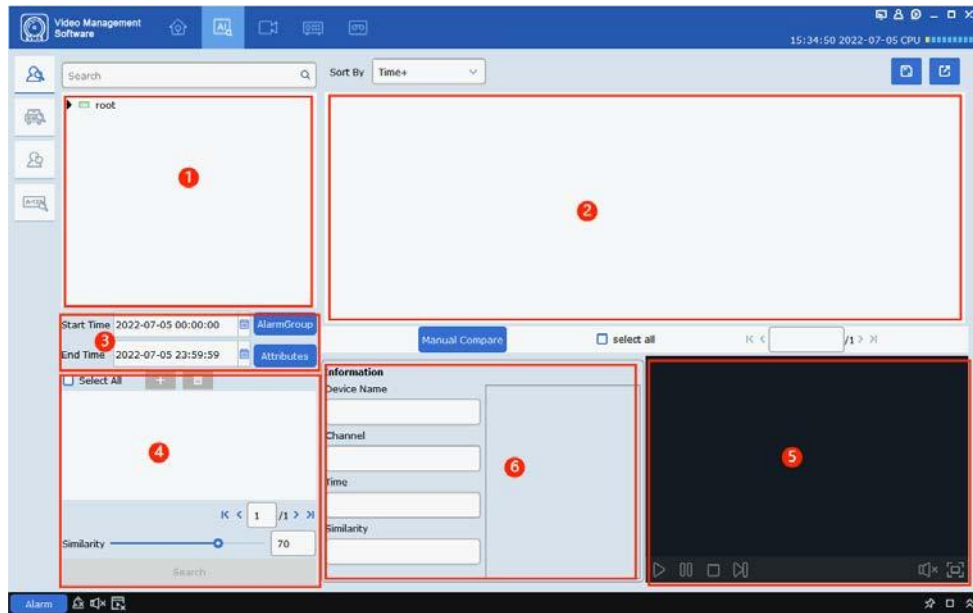 Video Management
Software
AI
15:34:50 2022-07-05 CPU
Search
Sort By Time+
root
1
2
Start Time 2022-07-05 00:00:00 AlarmGroup
3
End Time 2022-07-05 23:59:59 Attributes
Manual Compare select all /1
Select All
Information
Device Name
4
Channel
5
6
Time
1 /1
Similarity
Similarity 70
Search
Alarm